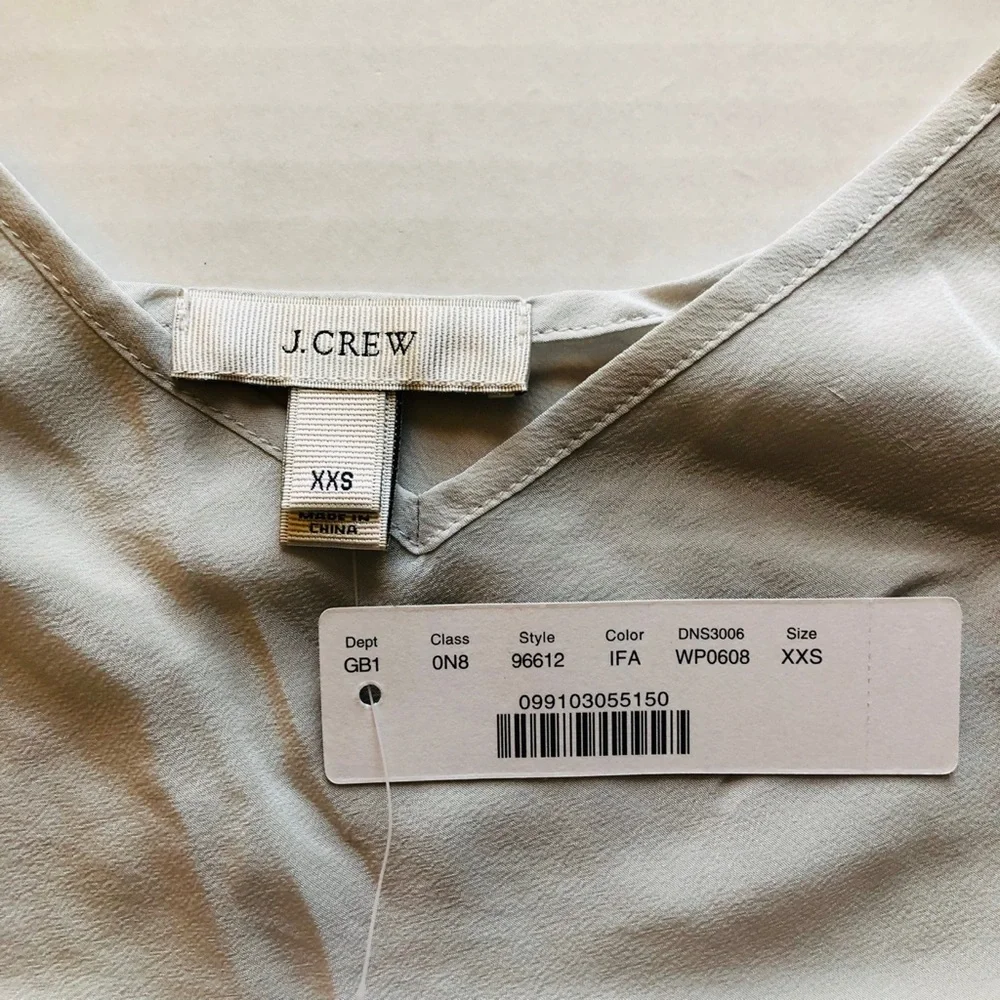 J.CREW
XXS
MADE IN
CHINA
Dept Class Style Color DNS3006 Size
GB1 0N8 96612 IFA WP0608 XXS
099103055150